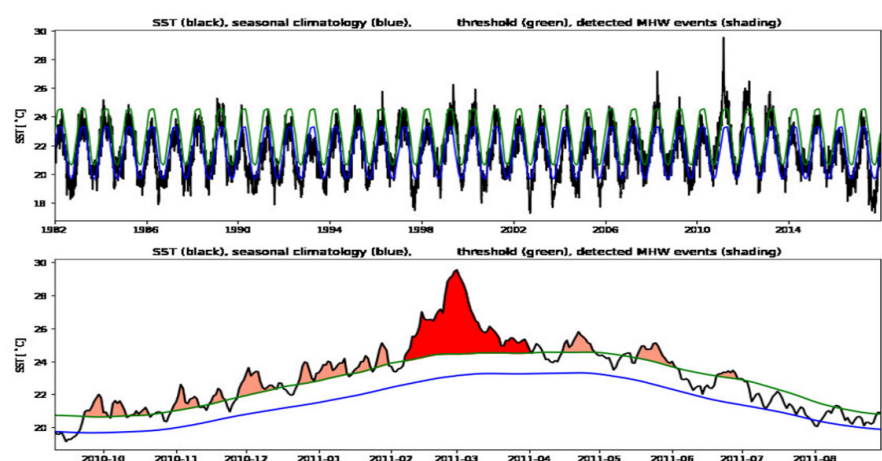 SST (black), seasonal climatology (blue), threshold (green), detected MHW events (shading)
30
28
26
24
22
20
18
SST [°C]
1982 1986 1990 1994 1998 2002 2006 2010 2014
SST (black), seasonal climatology (blue), threshold (green), detected MHW events (shading)
30
28
26
24
22
20
SST [°C]
2010-10 2010-11 2010-12 2011-01 2011-02 2011-03 2011-04 2011-05 2011-06 2011-07 2011-08